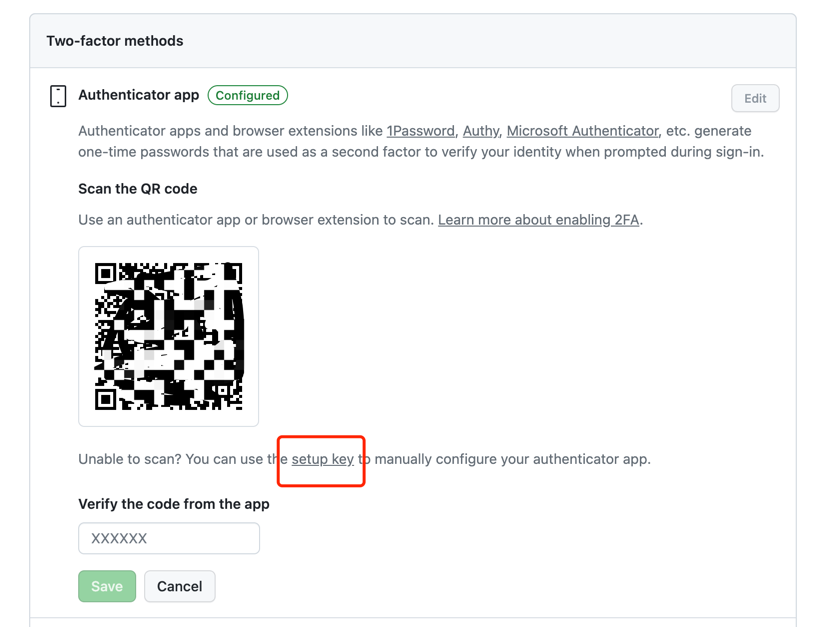 Two-factor methods
Authenticator app Configured
Edit
Authenticator apps and browser extensions like 1Password, Authy, Microsoft Authenticator, etc. generate
one-time passwords that are used as a second factor to verify your identity when prompted during sign-in.
Scan the QR code
Use an authenticator app or browser extension to scan. Learn more about enabling 2FA.
Unable to scan? You can use the setup key to manually configure your authenticator app.
Verify the code from the app
XXXXXX
Save Cancel